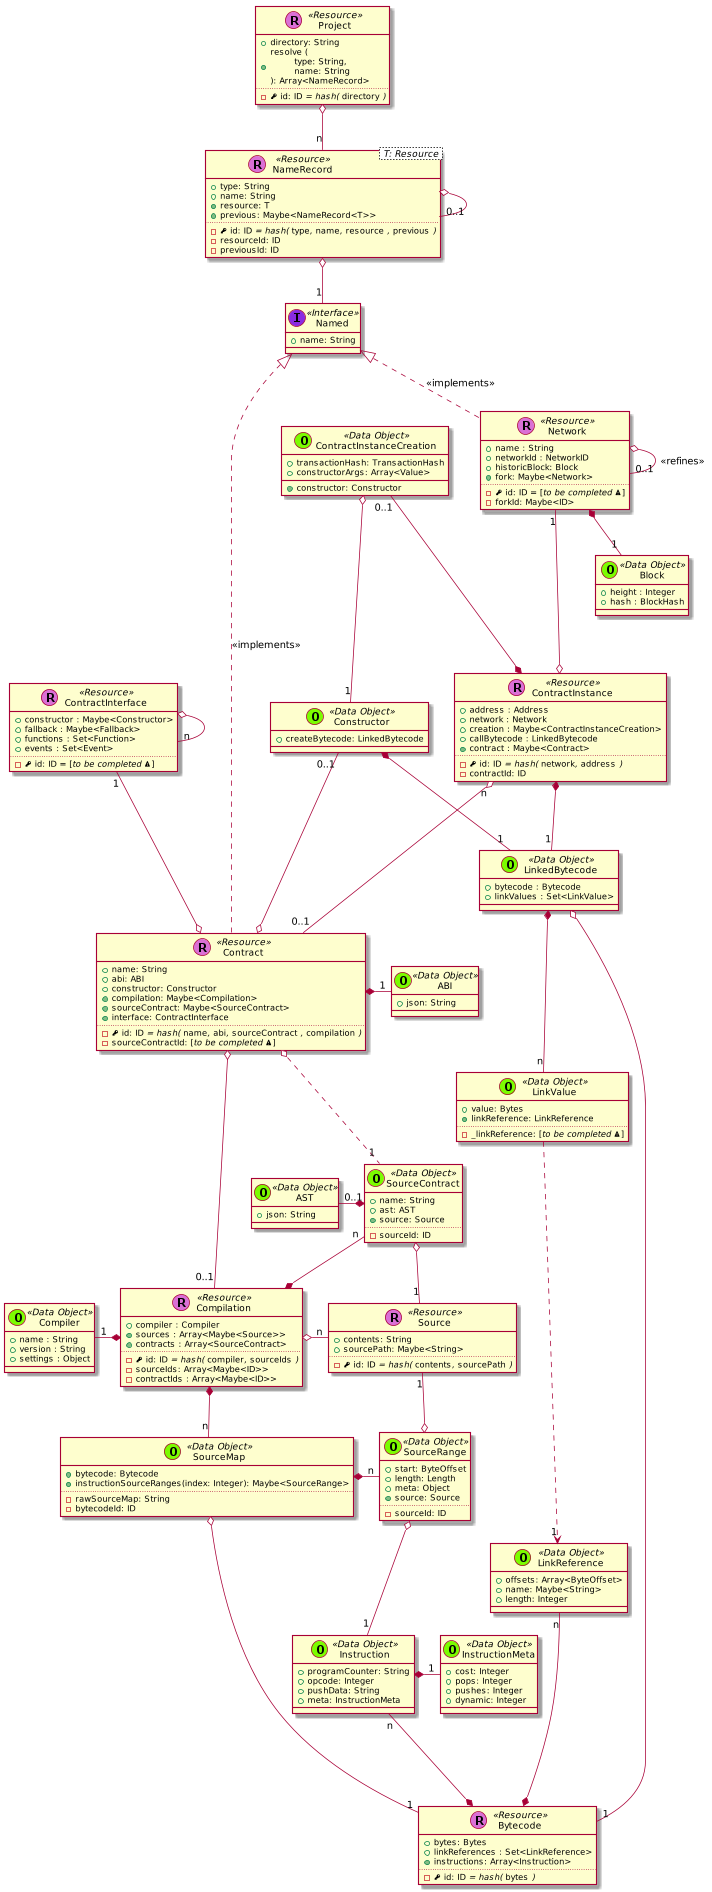 R «Resource»
Project
directory: String
resolve (
type: String,
name: String
): Array<NameRecord>
id: ID = hash( directory )
n
T: Resource
R «Resource»
NameRecord
type: String
name: String
resource: T
previous: Maybe<NameRecord<T>>
id: ID = hash( type, name, resource , previous )
resourceId: ID
previousId: ID
0..1
1
I «Interface»
Named
name: String
«implements»
R «Resource»
Network
name : String
networkId : NetworkID
historicBlock: Block
fork: Maybe<Network>
id: ID = [to be completed ]
forkId: Maybe<ID>
0..1
«refines»
O «Data Object»
ContractInstanceCreation
transactionHash: TransactionHash
constructorArgs: Array<Value>
constructor: Constructor
0..1
1
1
O «Data Object»
Block
height : Integer
hash : BlockHash
«implements»
1
R «Resource»
ContractInterface
constructor : Maybe<Constructor>
fallback : Maybe<Fallback>
functions : Set<Function>
events : Set<Event>
id: ID = [to be completed ]
n
1
O «Data Object»
Constructor
createBytecode: LinkedBytecode
0..1
R «Resource»
ContractInstance
address : Address
network : Network
creation : Maybe<ContractInstanceCreation>
callBytecode : LinkedBytecode
contract : Maybe<Contract>
id: ID = hash( network, address )
contractId: ID
n
1
1
O «Data Object»
LinkedBytecode
bytecode : Bytecode
linkValues : Set<LinkValue>
0..1
R «Resource»
Contract
name: String
abi: ABI
constructor: Constructor
compilation: Maybe<Compilation>
sourceContract: Maybe<SourceContract>
interface: ContractInterface
id: ID = hash( name, abi, sourceContract , compilation )
sourceContractId: [to be completed ]
1
O «Data Object»
ABI
json: String
n
O «Data Object»
LinkValue
value: Bytes
linkReference: LinkReference
_linkReference: [to be completed ]
1
O «Data Object»
AST
json: String
0..1
O «Data Object»
SourceContract
name: String
ast: AST
source: Source
sourceId: ID
n
0..1
1
O «Data Object»
Compiler
name : String
version : String
settings : Object
1
R «Resource»
Compilation
compiler : Compiler
sources : Array<Maybe<Source>>
contracts : Array<SourceContract>
id: ID = hash( compiler, sourceIds )
sourceIds: Array<Maybe<ID>>
contractIds : Array<Maybe<ID>>
n
R «Resource»
Source
contents: String
sourcePath: Maybe<String>
id: ID = hash( contents, sourcePath )
1
n
O «Data Object»
SourceMap
bytecode: Bytecode
instructionSourceRanges(index: Integer): Maybe<SourceRange>
rawSourceMap: String
bytecodeId: ID
n
O «Data Object»
SourceRange
start: ByteOffset
length: Length
meta: Object
source: Source
sourceId: ID
1
O «Data Object»
LinkReference
offsets: Array<ByteOffset>
name: Maybe<String>
length: Integer
n
1
O «Data Object»
Instruction
programCounter: String
opcode: Integer
pushData: String
meta: InstructionMeta
1
O «Data Object»
InstructionMeta
cost: Integer
pops: Integer
pushes: Integer
dynamic: Integer
n
1
1
R «Resource»
Bytecode
bytes: Bytes
linkReferences : Set<LinkReference>
instructions: Array<Instruction>
id: ID = hash( bytes )